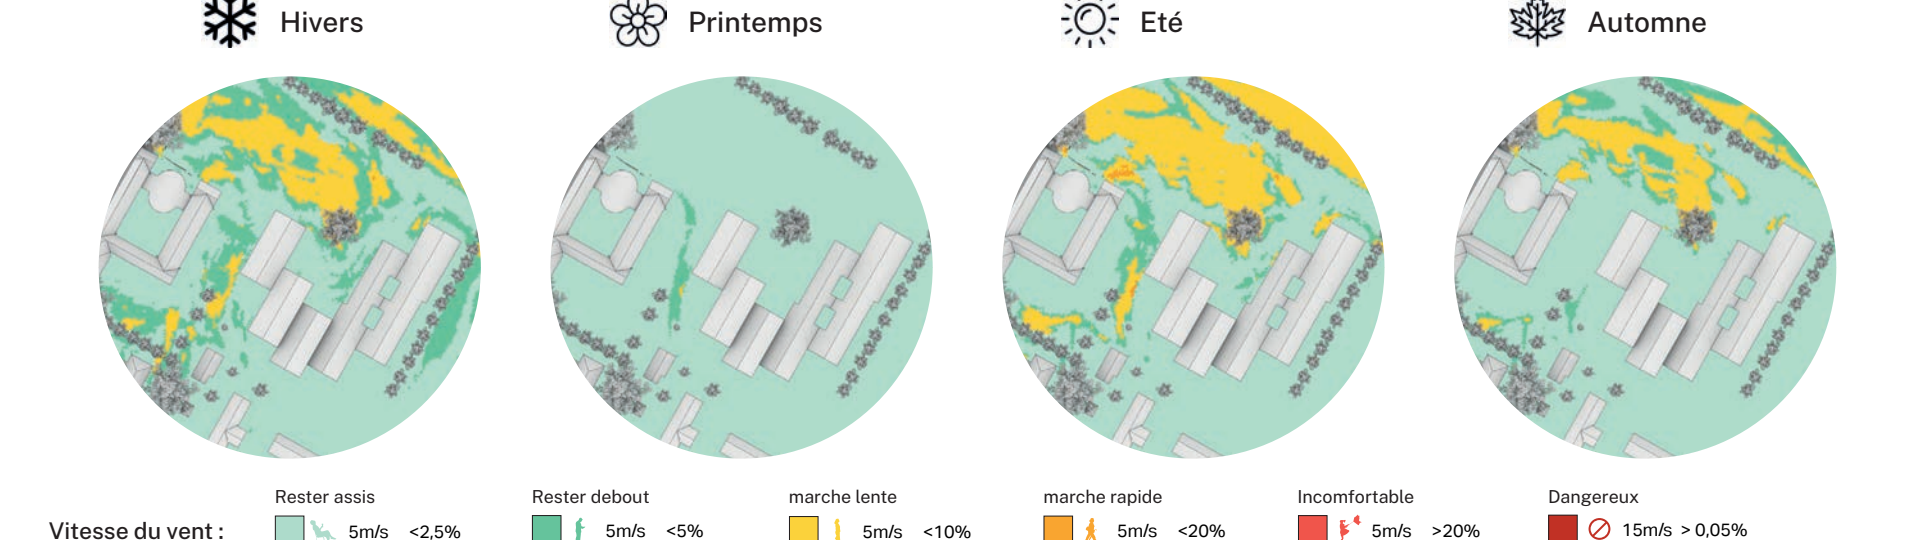 Hivers
Printemps
Eté
Automne
Rester assis
Rester debout
marche lente
marche rapide
Incomfortable
Dangereux
Vitesse du vent :
5m/s <2,5%
5m/s <5%
5m/s <10%
5m/s <20%
5m/s >20%
15m/s > 0,05%